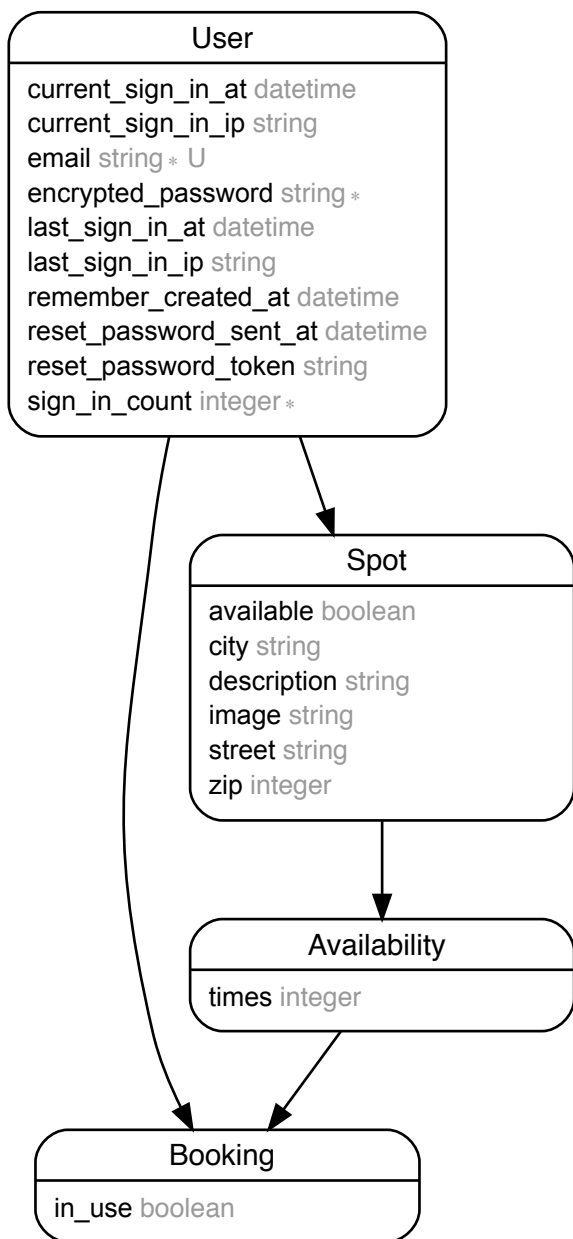 User
current_sign_in_at datetime
current_sign_in_ip string
email string * U
encrypted_password string *
last_sign_in_at datetime
last_sign_in_ip string
remember_created_at datetime
reset_password_sent_at datetime
reset_password_token string
sign_in_count integer *
Spot
available boolean
city string
description string
image string
street string
zip integer
Availability
times integer
Booking
in_use boolean